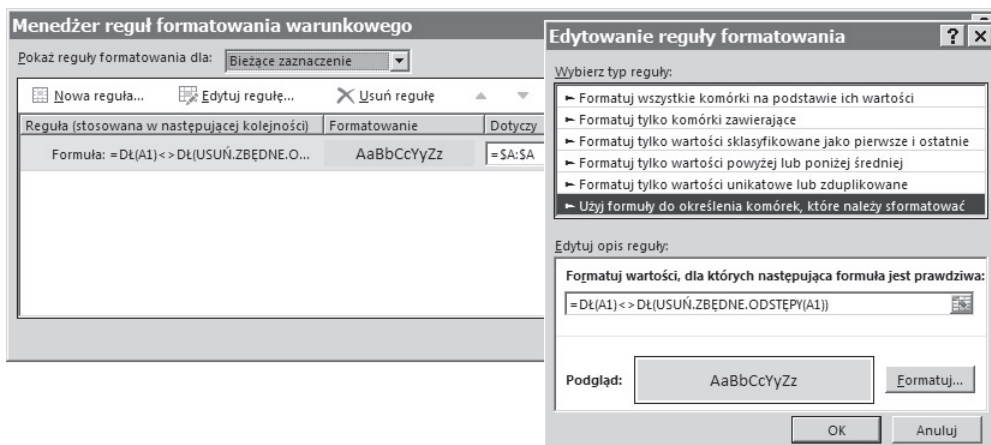 Menedżer reguł formatowania warunkowego
Pokaż reguły formatowania dla: Bieżące zaznaczenie
Nowa reguła... Edytuj regułę... Usuń regułę
Reguła (stosowana w następującej kolejności) Formatowanie Dotyczy
Formuła: =DŁ(A1)<>DŁ(USUŃ.ZBĘDNE.O... AaBbCcYyZz =$A:$A
Edytowanie reguły formatowania ? X
Wybierz typ reguły:
► Formatuj wszystkie komórki na podstawie ich wartości
► Formatuj tylko komórki zawierające
► Formatuj tylko wartości sklasyfikowane jako pierwsze i ostatnie
► Formatuj tylko wartości powyżej lub poniżej średniej
► Formatuj tylko wartości unikatowe lub zduplikowane
► Użyj formuły do określenia komórek, które należy sformatować
Edytuj opis reguły:
Formatuj wartości, dla których następująca formuła jest prawdziwa:
=DŁ(A1)<>DŁ(USUŃ.ZBĘDNE.ODSTĘPY(A1))
Podgląd: AaBbCcYyZz Formatuj...
OK Anuluj